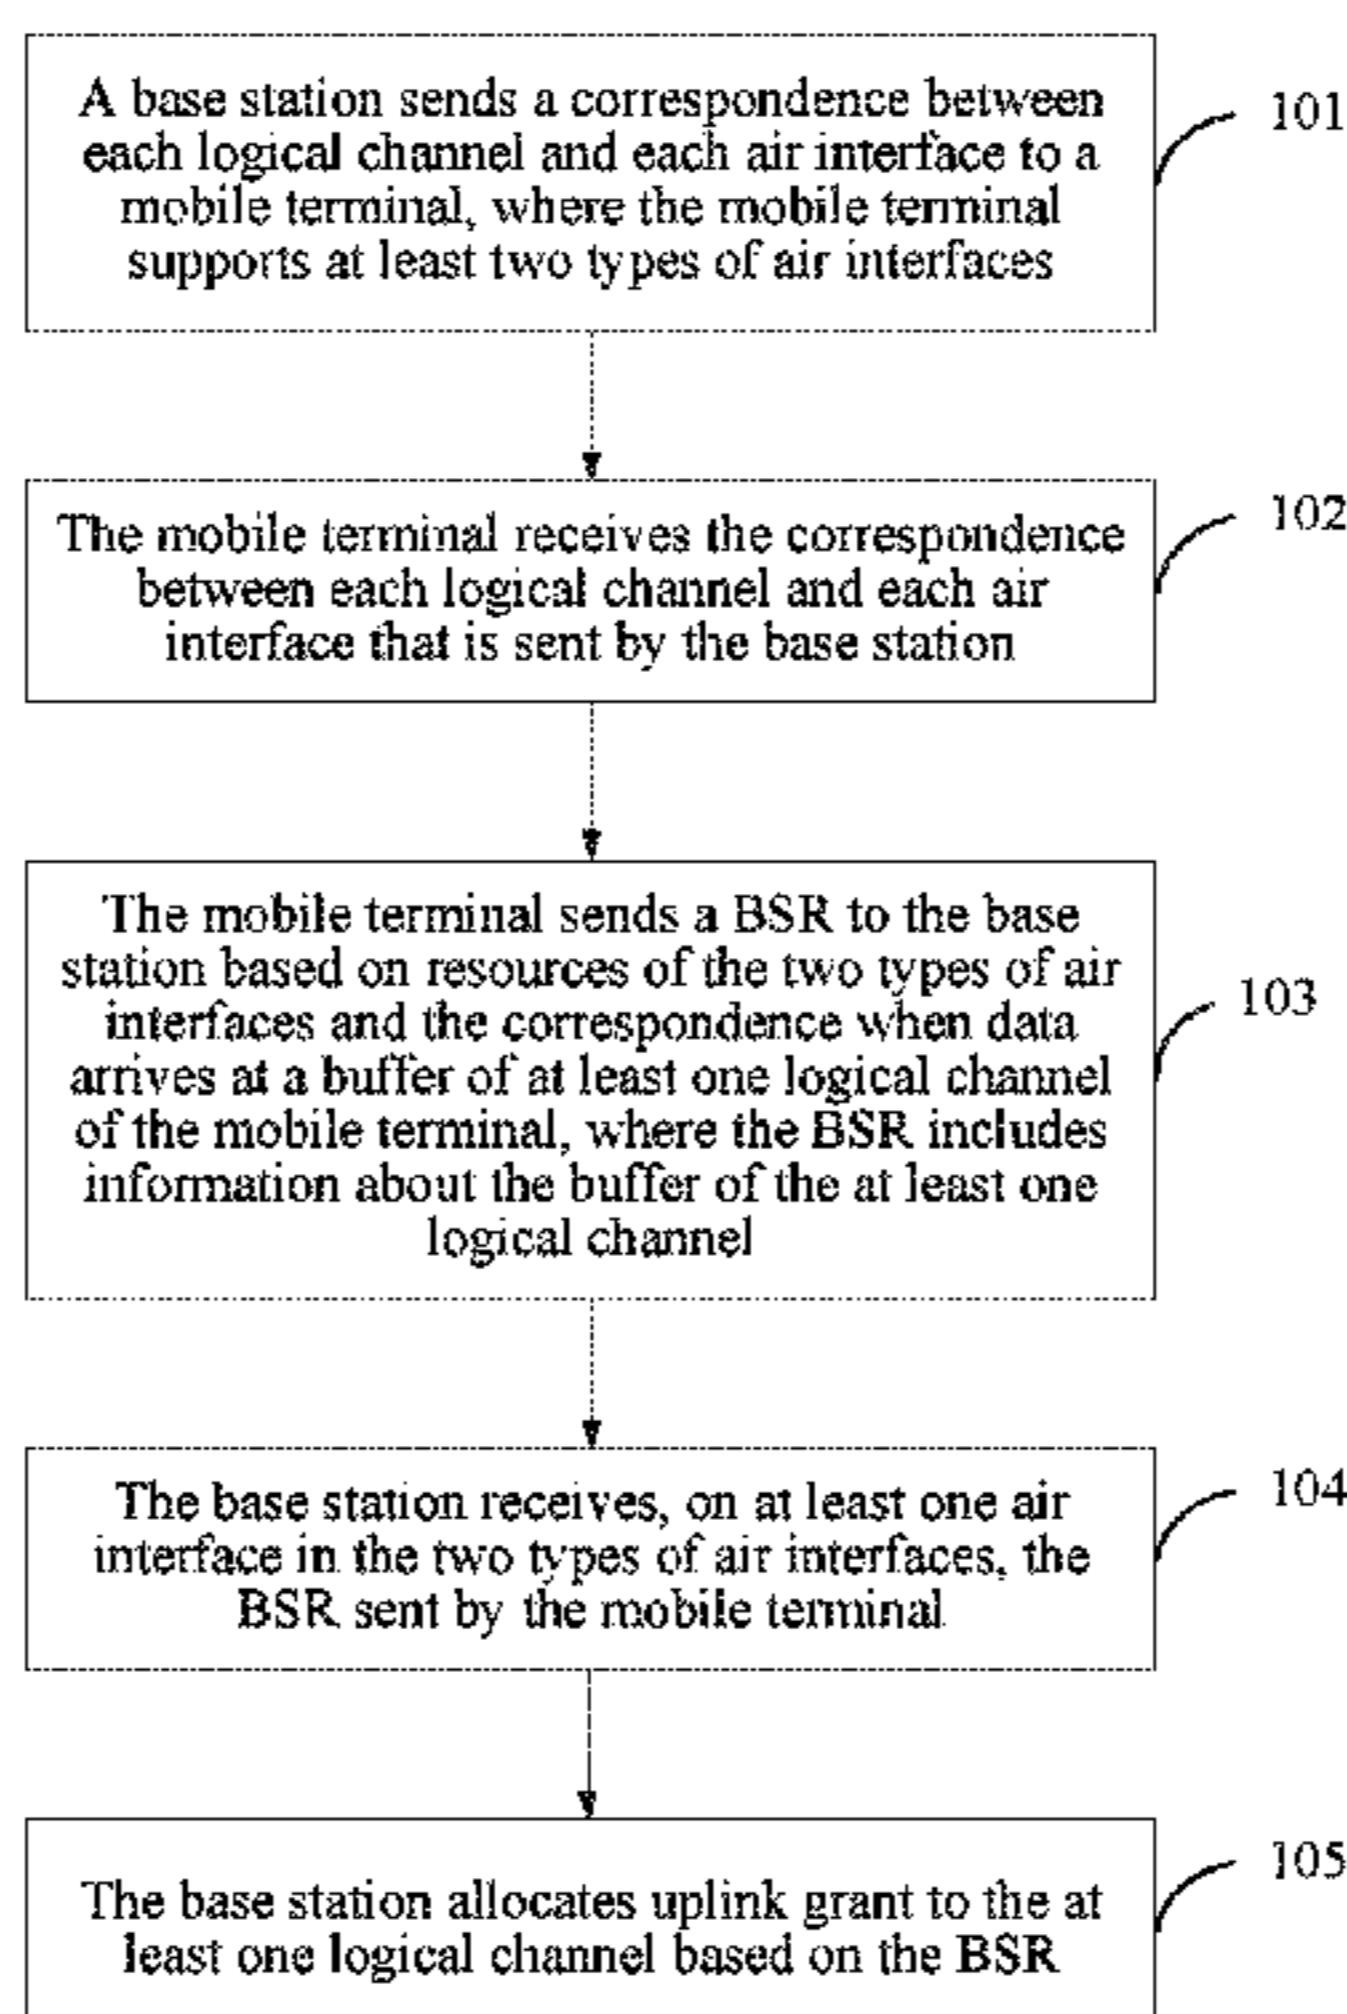 A base station sends a correspondence between
each logical channel and each air interface to a
mobile terminal, where the mobile terminal
supports at least two types of air interfaces
101
The mobile terminal receives the correspondence
between each logical channel and each air
interface that is sent by the base station
102
The mobile terminal sends a BSR to the base
station based on resources of the two types of air
interfaces and the correspondence when data
arrives at a buffer of at least one logical channel
of the mobile terminal, where the BSR includes
information about the buffer of the at least one
logical channel
103
The base station receives, on at least one air
interface in the two types of air interfaces, the
BSR sent by the mobile terminal
104
The base station allocates uplink grant to the at
least one logical channel based on the BSR
105